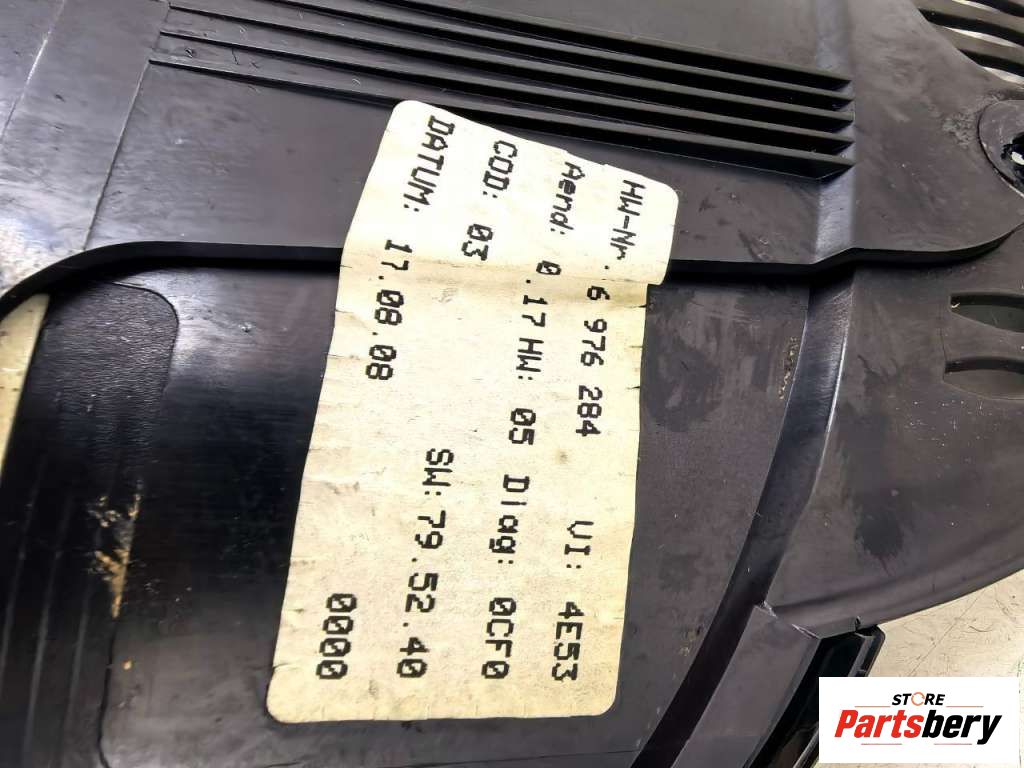 HW-Nr. 6 976 284 VI: 4E53
Aend: 0.17 HW: 05 Diag: 0CF0
COD: 03 SW: 79.52.40
DATUM: 17.08.08 0000
STORE
Partsbery